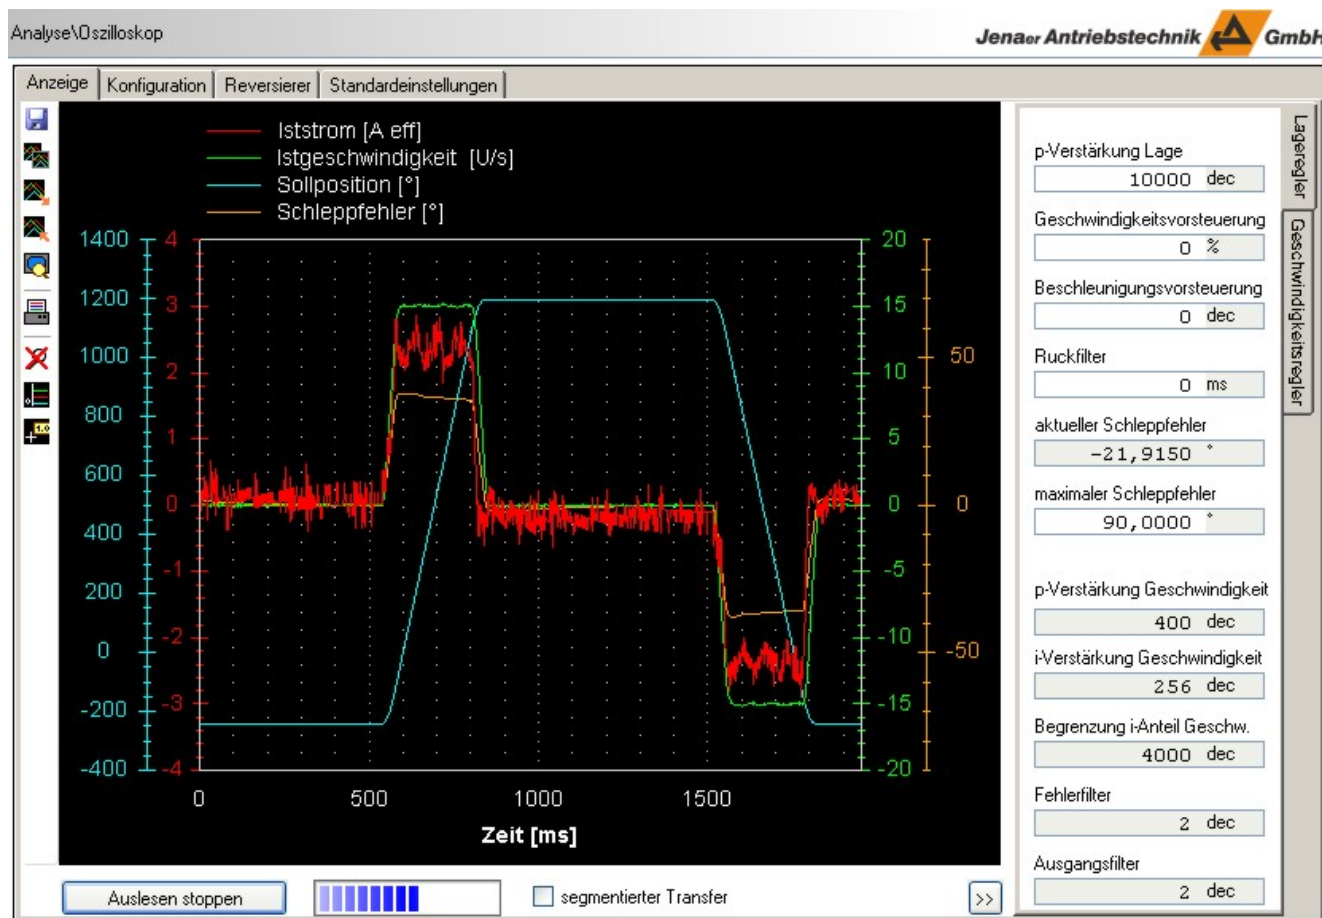 Analyse\Oszilloskop
Jenaer Antriebstechnik GmbH
Anzeige Konfiguration Reversierer Standardeinstellungen
Iststrom [A eff]
Istgeschwindigkeit [U/s]
Sollposition [°]
Schleppfehler [°]
1400 4 20
1200 3 15
1000 50
2 10
800
1 5
600
0 0 0
400
-1 -5
200
-2 -10
0 -50
-200 -3 -15
-400 -4 -20
0 500 1000 1500
Zeit [ms]
Auslesen stoppen
segmentierter Transfer
>>
p-Verstärkung Lage
10000 dec
Geschwindigkeitsvorsteuerung
0 %
Beschleunigungsvorsteuerung
0 dec
Ruckfilter
0 ms
aktueller Schleppfehler
-21,9150 °
maximaler Schleppfehler
90,0000 °
p-Verstärkung Geschwindigkeit
400 dec
i-Verstärkung Geschwindigkeit
256 dec
Begrenzung i-Anteil Geschw.
4000 dec
Fehlerfilter
2 dec
Ausgangsfilter
2 dec
Lageregler
Geschwindigkeitsregler